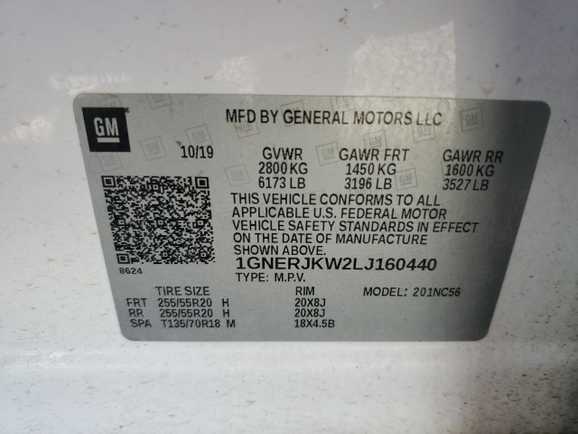 GM
MFD BY GENERAL MOTORS LLC
10/19 GVWR GAWR FRT GAWR RR
2800 KG 1450 KG 1600 KG
6173 LB 3196 LB 3527 LB
THIS VEHICLE CONFORMS TO ALL
APPLICABLE U.S. FEDERAL MOTOR
VEHICLE SAFETY STANDARDS IN EFFECT
ON THE DATE OF MANUFACTURE
SHOWN ABOVE.
1GNERJKW2LJ160440
8624
TYPE: M.P.V.
TIRE SIZE RIM MODEL: 201NC56
FRT 255/55R20 H 20X8J
RR 255/55R20 H 20X8J
SPA T135/70R18 M 18X4.5B